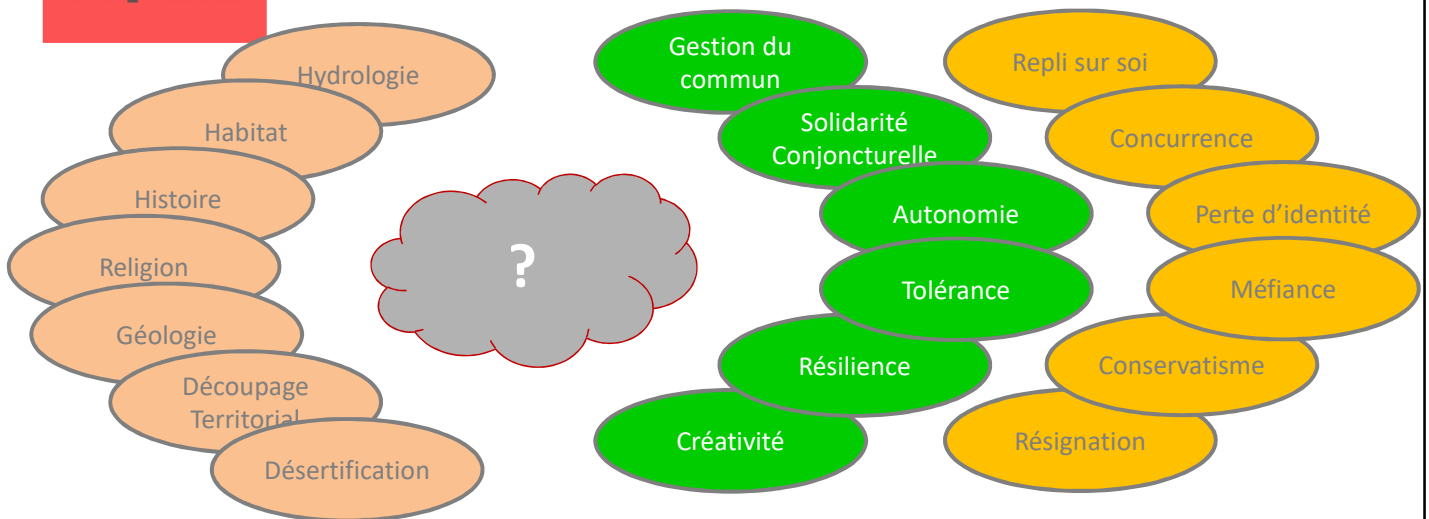 Hydrologie
Habitat
Histoire
Religion
Géologie
Découpage
Territorial
Désertification
?
Gestion du
commun
Solidarité
Conjoncturelle
Autonomie
Tolérance
Résilience
Créativité
Repli sur soi
Concurrence
Perte d’identité
Méfiance
Conservatisme
Résignation